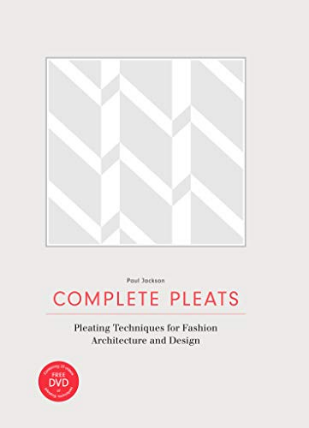 Paul Jackson
COMPLETE PLEATS
Pleating Techniques for Fashion
Architecture and Design
FREE
DVD